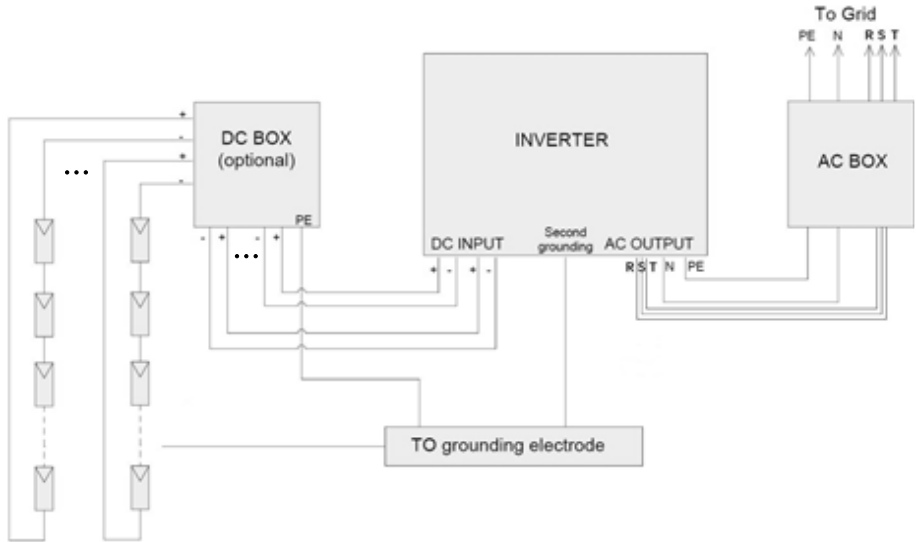 To Grid
PE N R S T
+
-
+
-
DC BOX
(optional)
PE
...
INVERTER
Second
grounding
DC INPUT
AC OUTPUT
AC BOX
- + ... - +
+ - + -
R S T N PE
TO grounding electrode